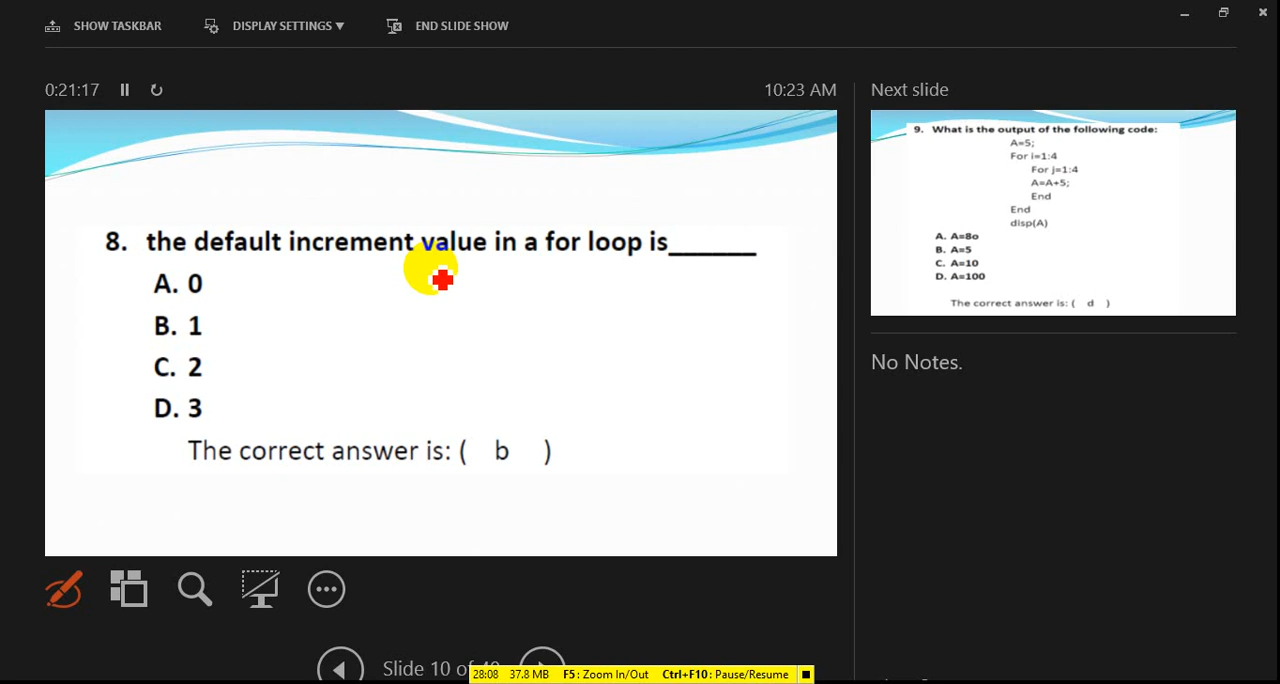 SHOW TASKBAR
DISPLAY SETTINGS ▼
END SLIDE SHOW
0:21:17
10:23 AM
Next slide
8. the default increment value in a for loop is______
A. 0
B. 1
C. 2
D. 3
The correct answer is: ( b )
9. What is the output of the following code:
A=5;
For i=1:4
For j=1:4
A=A+5;
End
End
disp(A)
A. A=8o
B. A=5
C. A=10
D. A=100
The correct answer is: ( d )
No Notes.
Slide 10 of
28:08 37.8 MB F5: Zoom In/Out Ctrl+F10: Pause/Resume